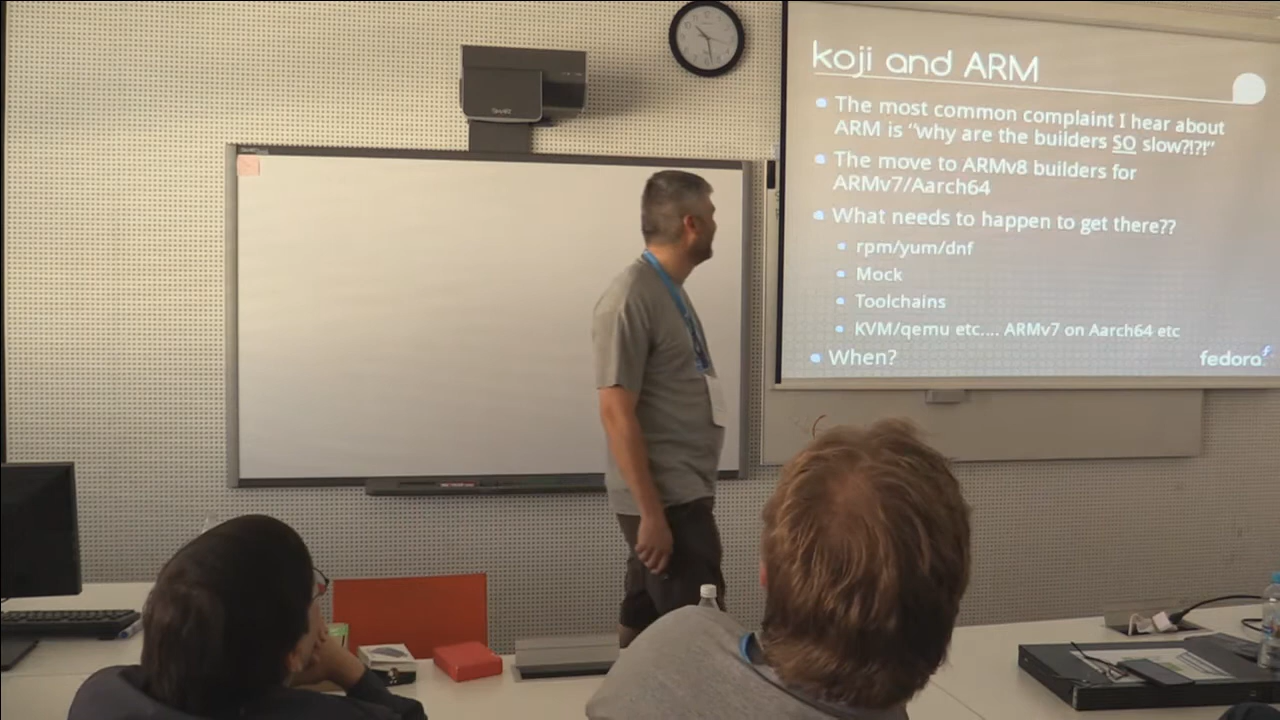 koji and ARM
The most common complaint I hear about
ARM is "why are the builders SO slow?!?!"
The move to ARMv8 builders for
ARMv7/Aarch64
What needs to happen to get there??
rpm/yum/dnf
Mock
Toolchains
KVM/qemu etc.... ARMv7 on Aarch64 etc
When?
fedora